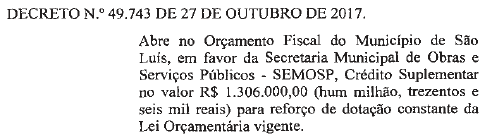 DECRETO N.º 49.743 DE 27 DE OUTUBRO DE 2017.
Abre no Orçamento Fiscal do Município de São
Luís, em favor da Secretaria Municipal de Obras e
Serviços Públicos - SEMOSP, Crédito Suplementar
no valor R$ 1.306.000,00 (hum milhão, trezentos e
seis mil reais) para reforço de dotação constante da
Lei Orçamentária vigente.